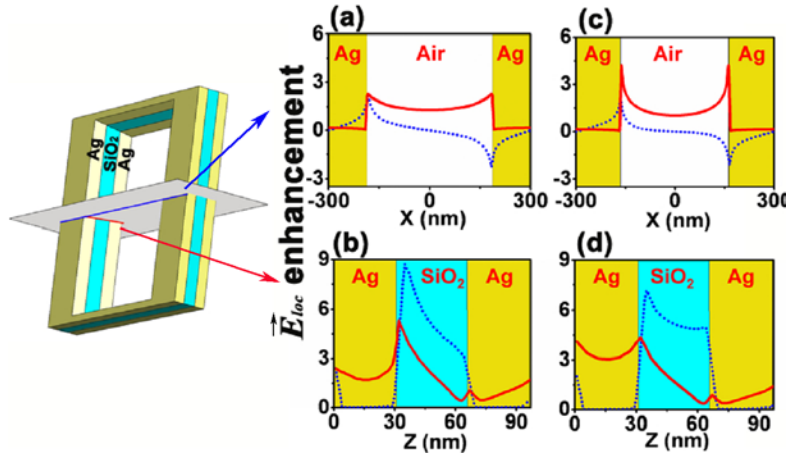 Ag
SiO₂
Ag
E⃗loc enhancement
(a)
Ag Air Ag
6
3
0
-3
-300 0 300
X (nm)
(c)
Ag Air Ag
6
3
0
-3
-300 0 300
X (nm)
(b)
Ag SiO₂ Ag
9
6
3
0
0 30 60 90
Z (nm)
(d)
Ag SiO₂ Ag
9
6
3
0
0 30 60 90
Z (nm)